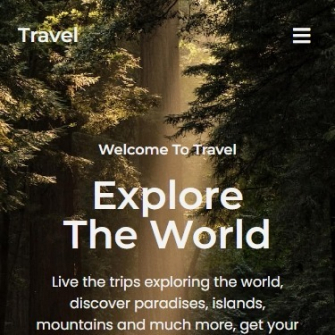 Travel
Welcome To Travel
Explore
The World
Live the trips exploring the world,
discover paradises, islands,
mountains and much more, get your